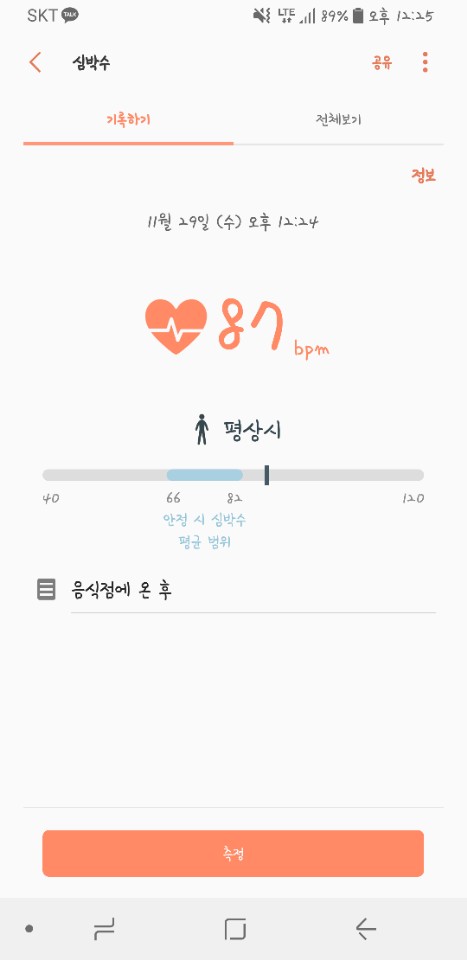 SKT TALK LTE 89% 오후 12:25
심박수 공유
기록하기 전체보기
정보
11월 29일 (수) 오후 12:24
87 bpm
평상시
40 66 82 120
안정 시 심박수
평균 범위
음식점에 온 후
측정